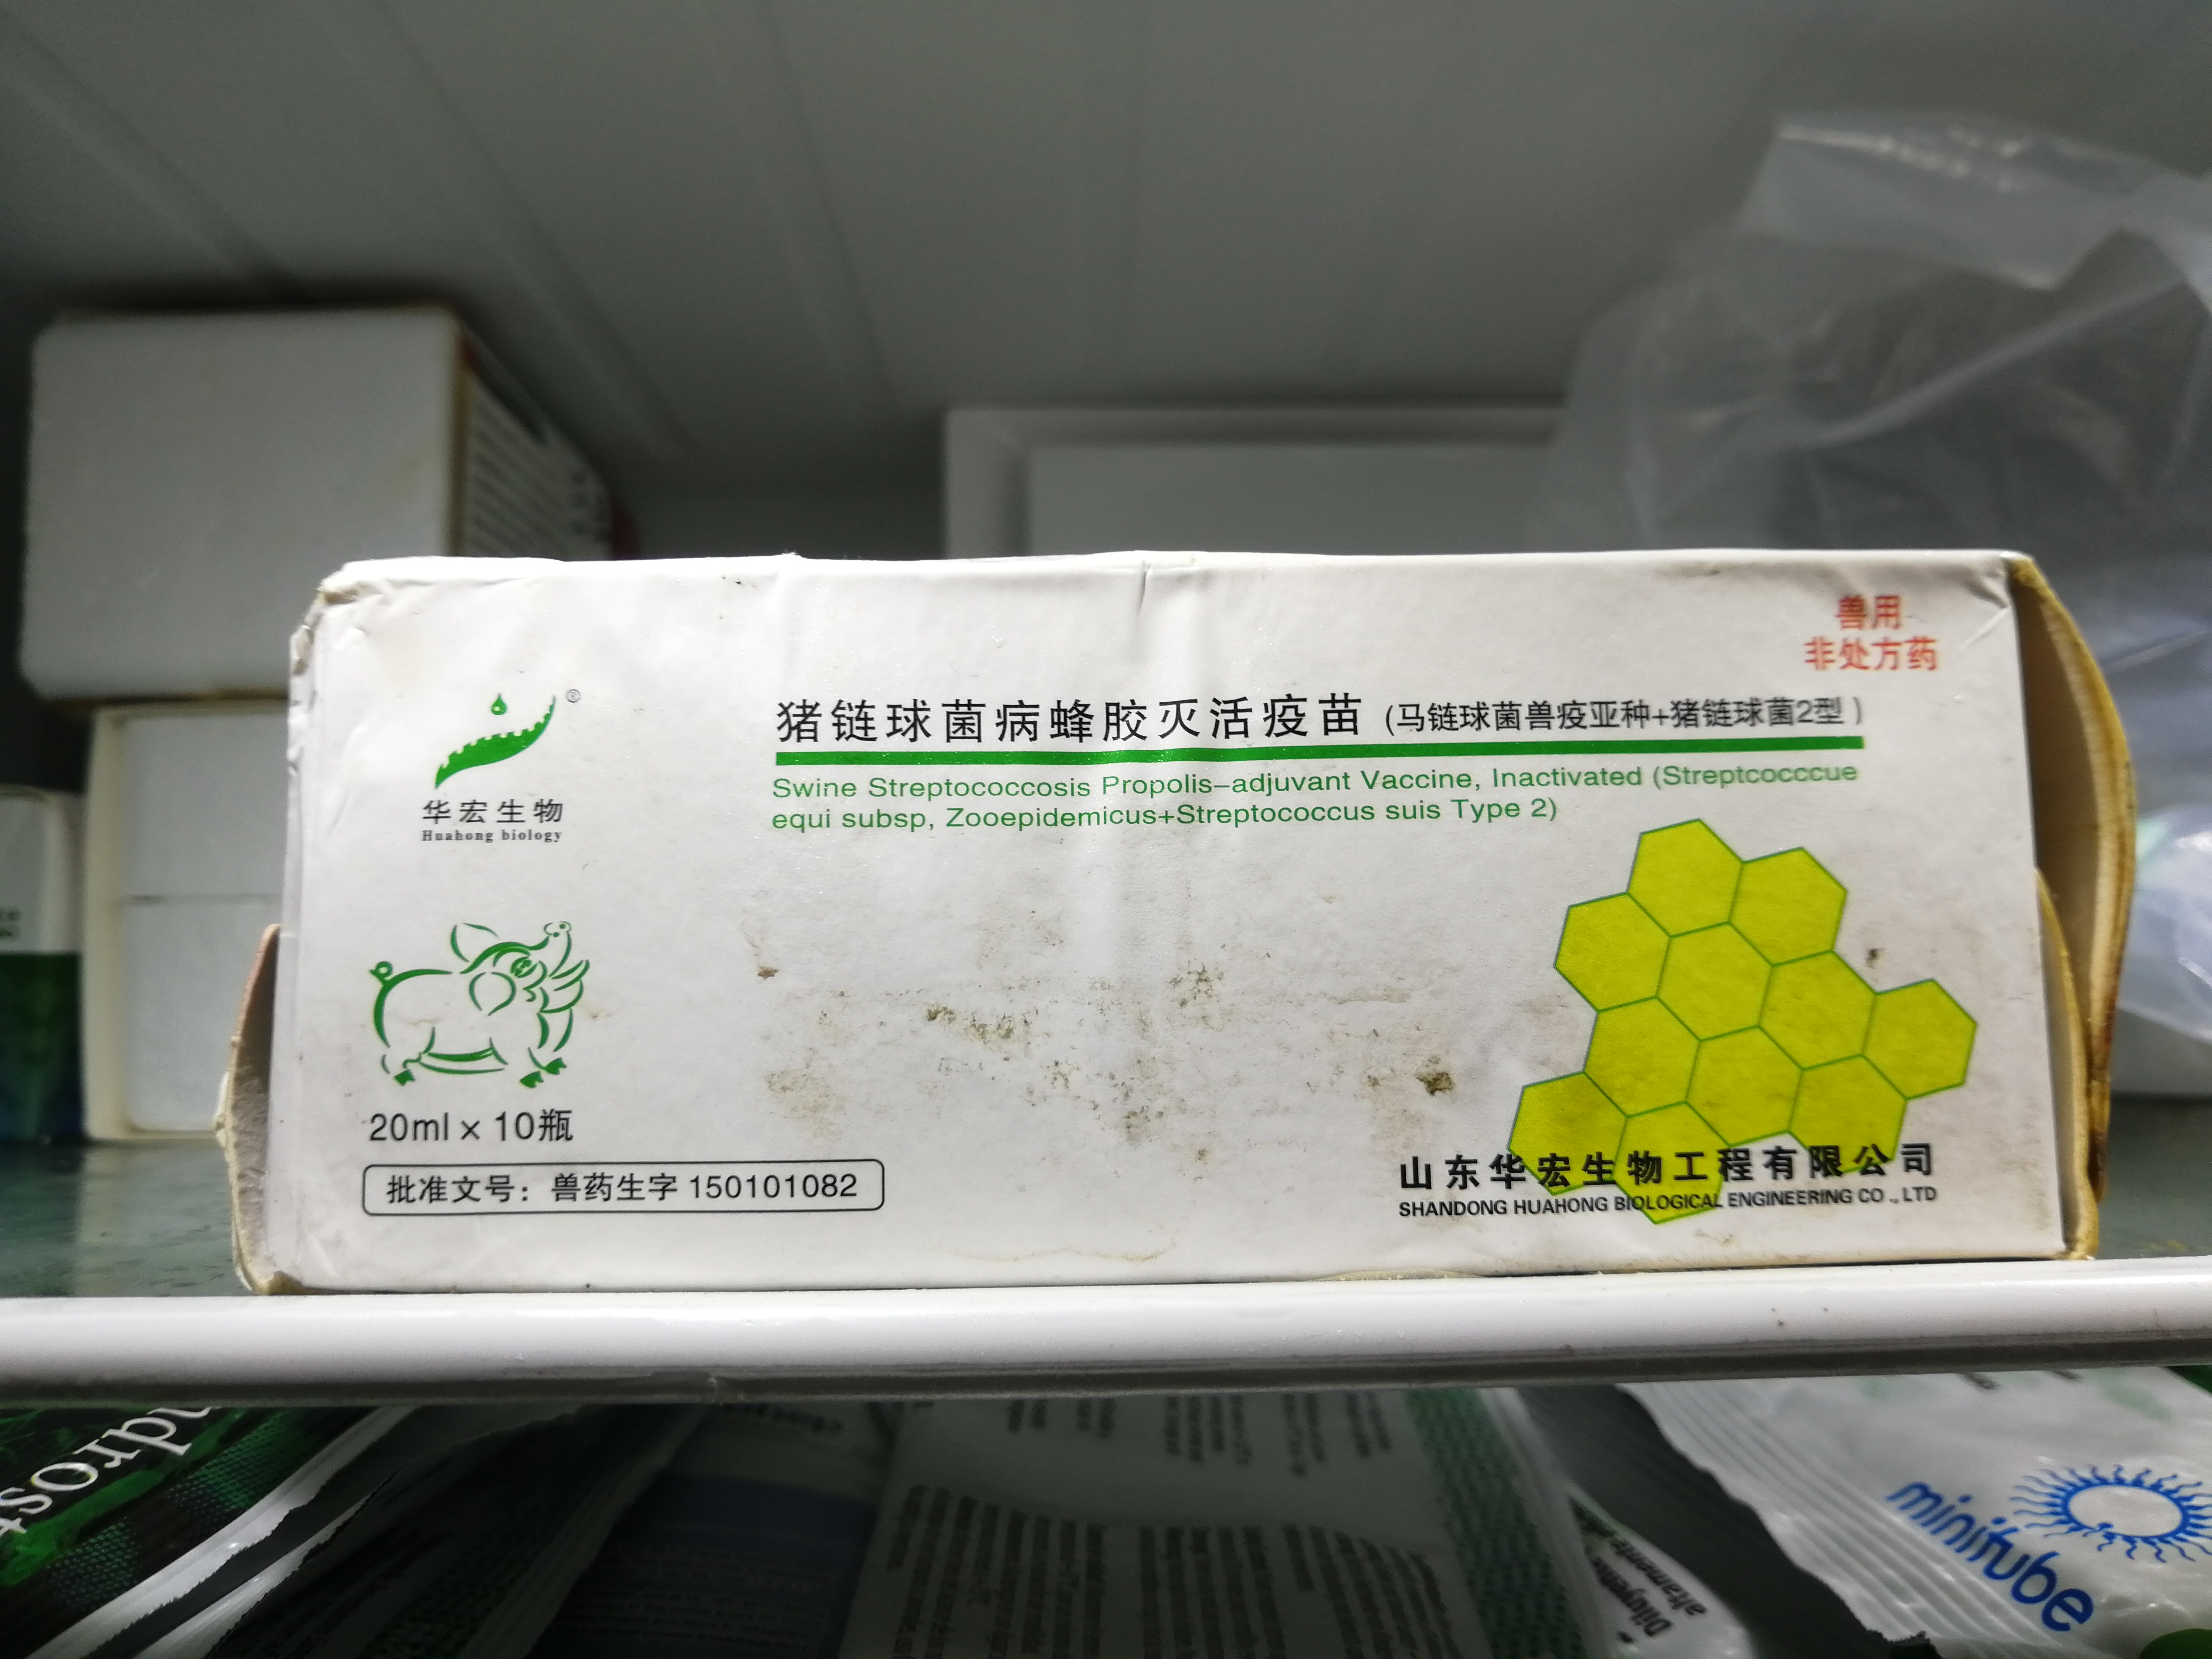 兽用
非处方药
®
华宏生物
Huahong biology
猪链球菌病蜂胶灭活疫苗 (马链球菌兽疫亚种+猪链球菌2型)
Swine Streptococcosis Propolis-adjuvant Vaccine, Inactivated (Streptcocccue
equi subsp, Zooepidemicus+Streptococcus suis Type 2)
20ml × 10瓶
批准文号：兽药生字 150101082
山东华宏生物工程有限公司
SHANDONG HUAHONG BIOLOGICAL ENGINEERING CO ., LTD
minitube